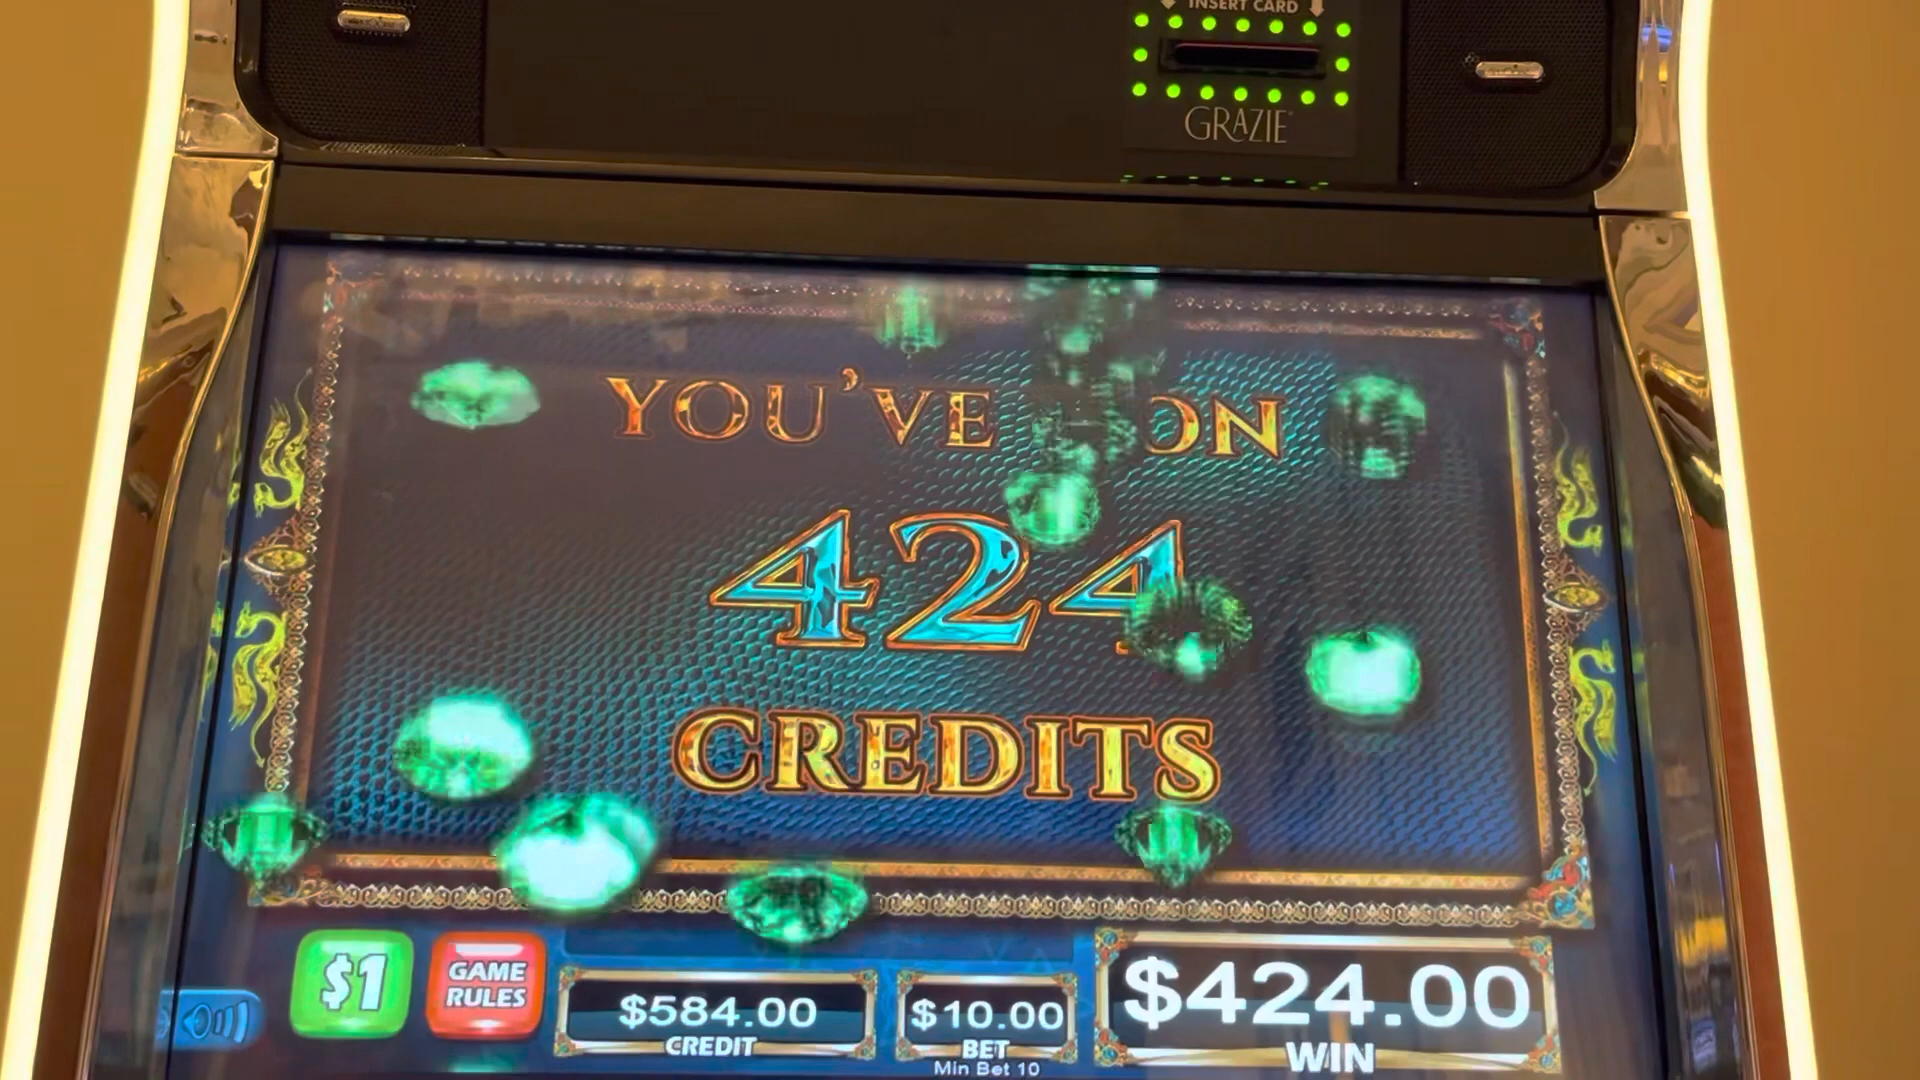 INSERT CARD
GRAZIE
YOU'VE ON
424
CREDITS
$1
GAME
RULES
$584.00
CREDIT
$10.00
BET
Min Bet 10
$424.00
WIN